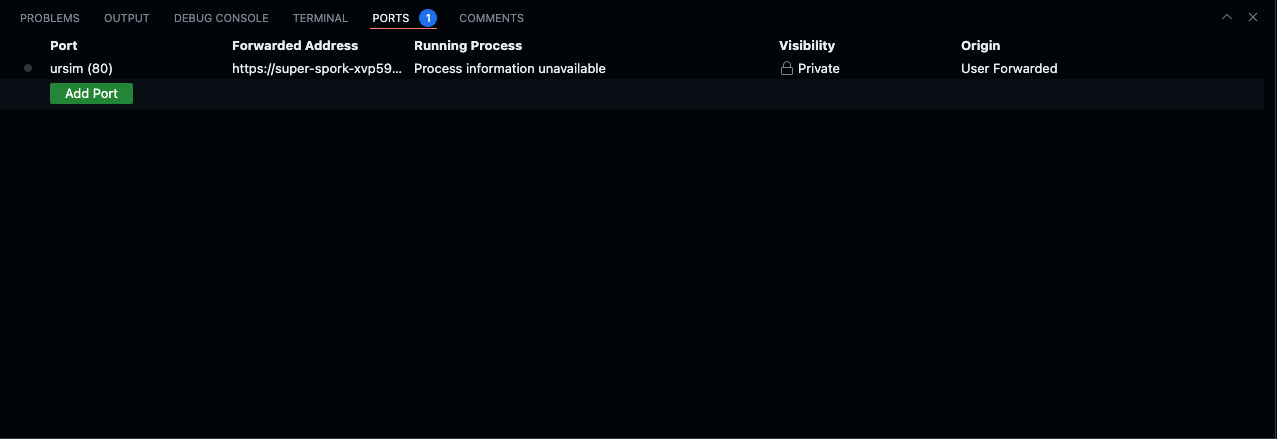 PROBLEMS OUTPUT DEBUG CONSOLE TERMINAL PORTS 1 COMMENTS
Port Forwarded Address Running Process Visibility Origin
ursim (80) https://super-spork-xvp59... Process information unavailable Private User Forwarded
Add Port